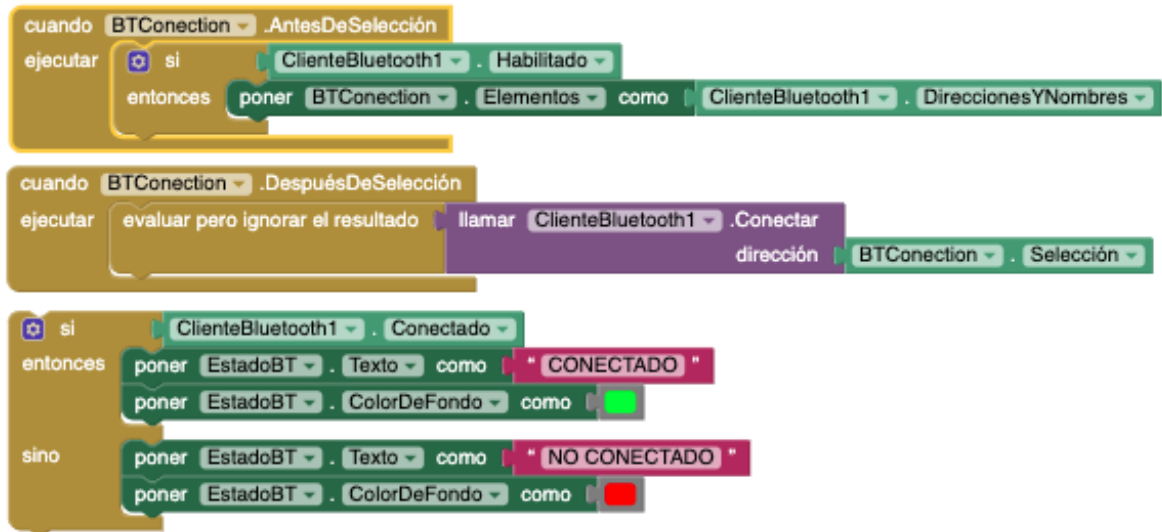 cuando BTConection .AntesDeSelección
ejecutar si ClienteBluetooth1 . Habilitado
entonces poner BTConection . Elementos como ClienteBluetooth1 . DireccionesYNombres
cuando BTConection .DespuésDeSelección
ejecutar evaluar pero ignorar el resultado llamar ClienteBluetooth1 .Conectar
dirección BTConection . Selección
si ClienteBluetooth1 . Conectado
entonces poner EstadoBT . Texto como " CONECTADO "
poner EstadoBT . ColorDeFondo como
sino poner EstadoBT . Texto como " NO CONECTADO "
poner EstadoBT . ColorDeFondo como